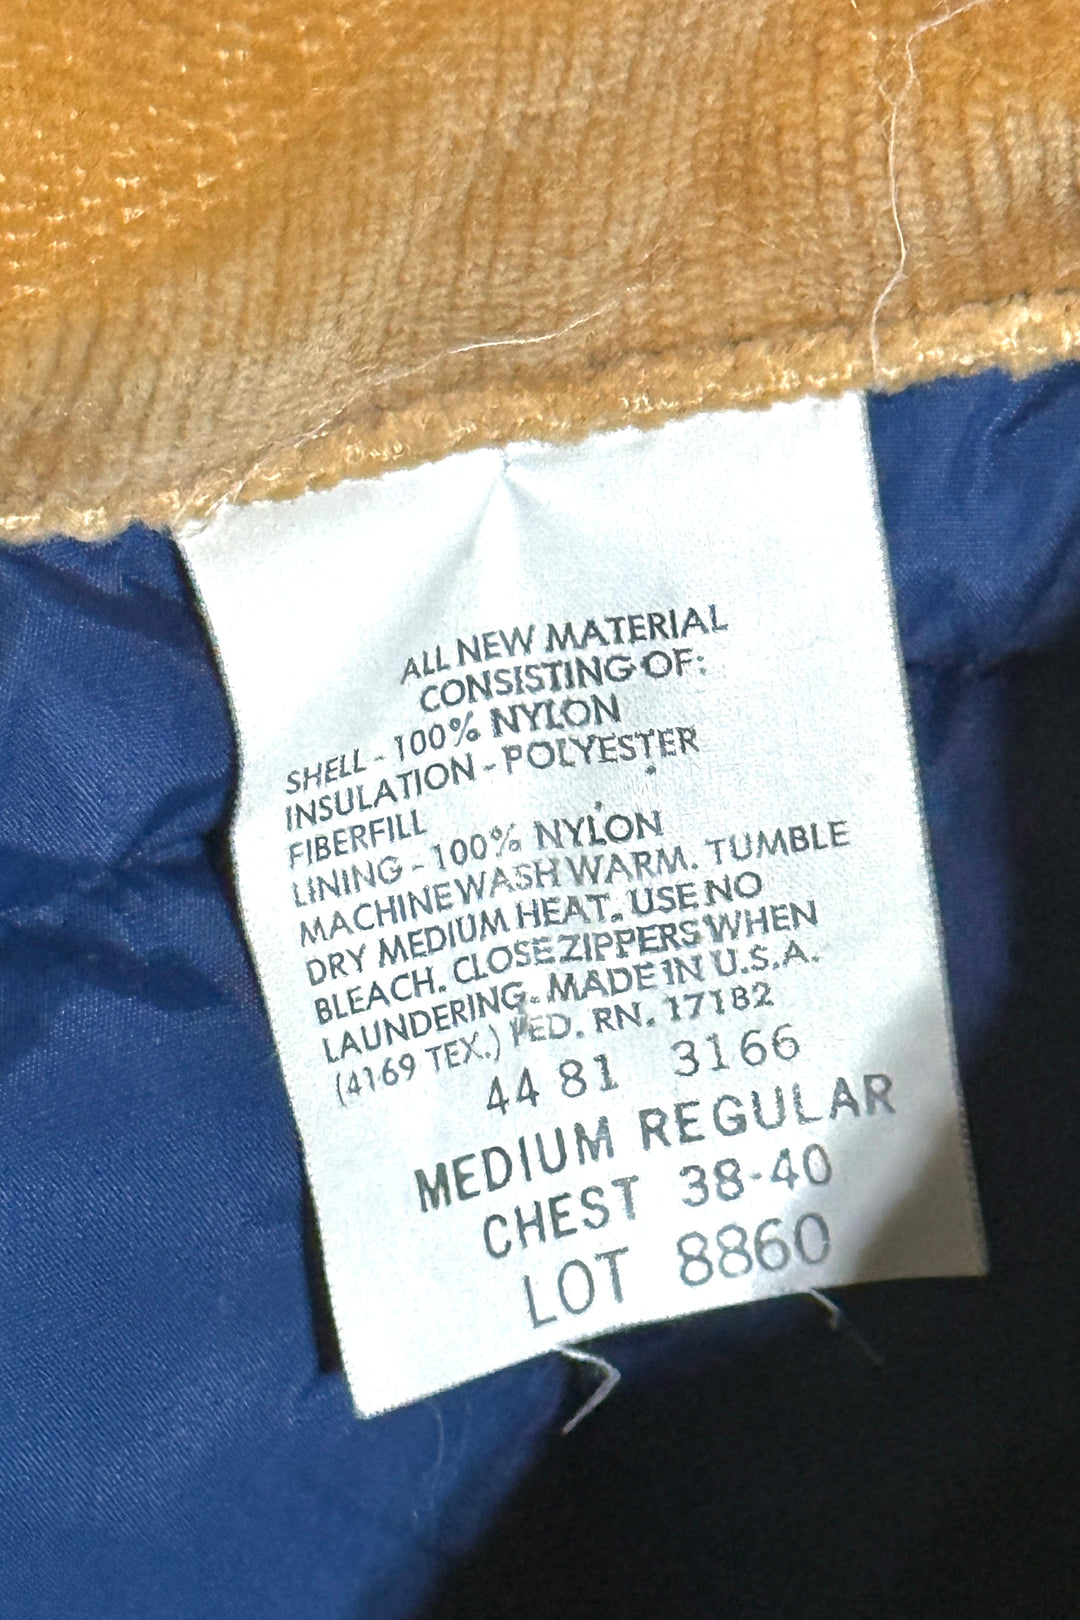 ALL NEW MATERIAL
CONSISTING OF:
SHELL - 100% NYLON
INSULATION - POLYESTER
FIBERFILL
LINING - 100% NYLON
MACHINE WASH WARM. TUMBLE
DRY MEDIUM HEAT. USE NO
BLEACH. CLOSE ZIPPERS WHEN
LAUNDERING. MADE IN U.S.A.
(4169 TEX.) FED. RN. 17182
44 81 3166
MEDIUM REGULAR
CHEST 38-40
LOT 8860